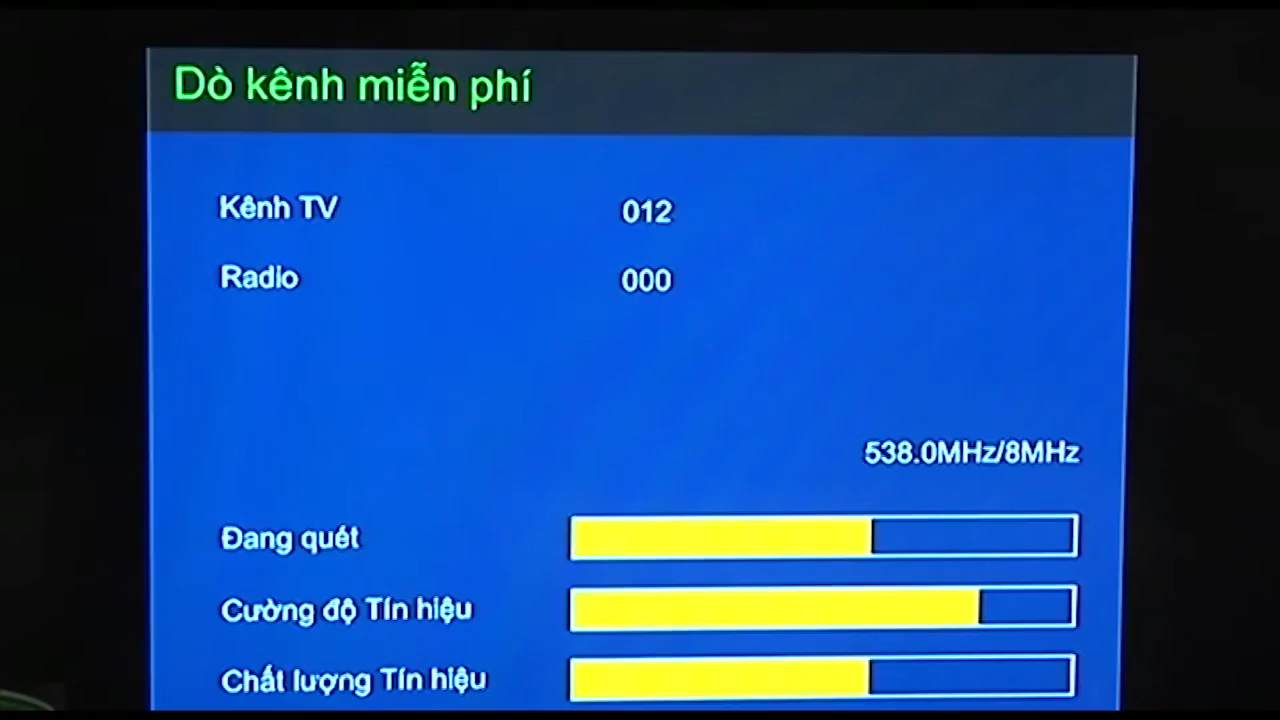 Dò kênh miễn phí
Kênh TV 012
Radio 000
538.0MHz/8MHz
Đang quét
Cường độ Tín hiệu
Chất lượng Tín hiệu